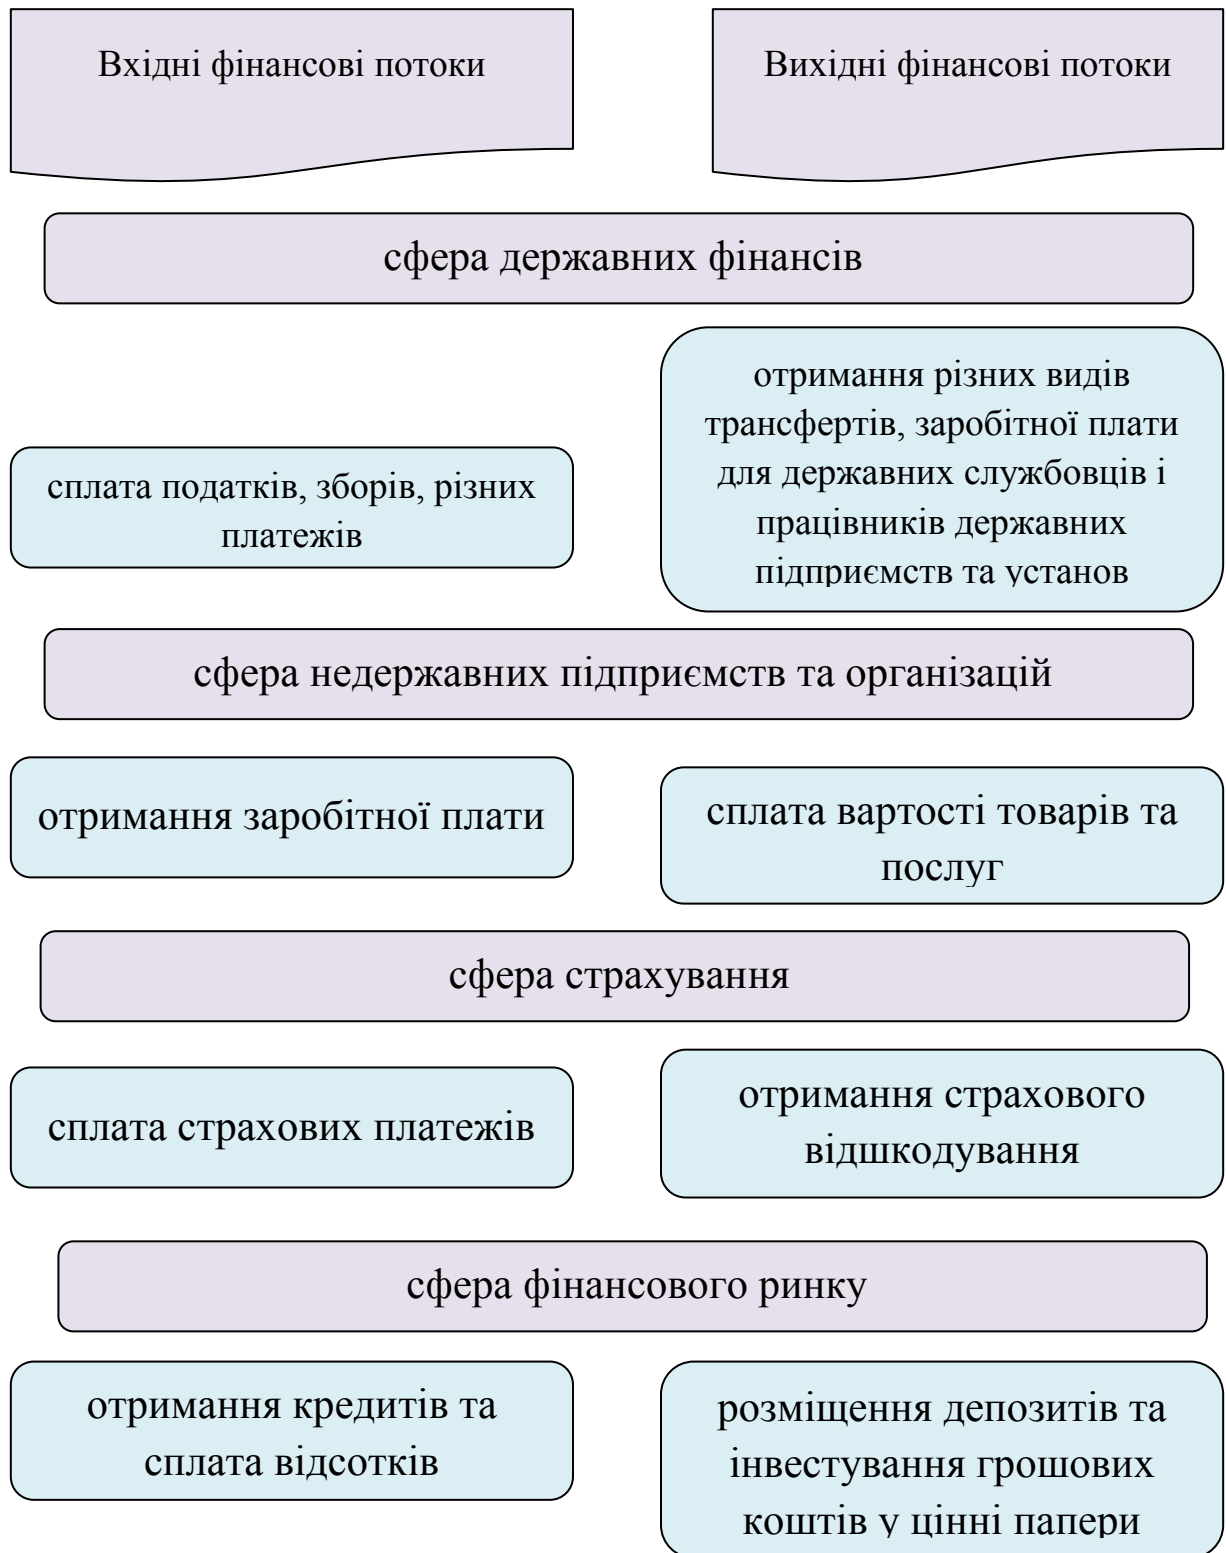 Вхідні фінансові потоки
Вихідні фінансові потоки
сфера державних фінансів
сплата податків, зборів, різних
платежів
отримання різних видів
трансфертів, заробітної плати
для державних службовців і
працівників державних
підприємств та установ
сфера недержавних підприємств та організацій
отримання заробітної плати
сплата вартості товарів та
послуг
сфера страхування
сплата страхових платежів
отримання страхового
відшкодування
сфера фінансового ринку
отримання кредитів та
сплата відсотків
розміщення депозитів та
інвестування грошових
коштів у цінні папери